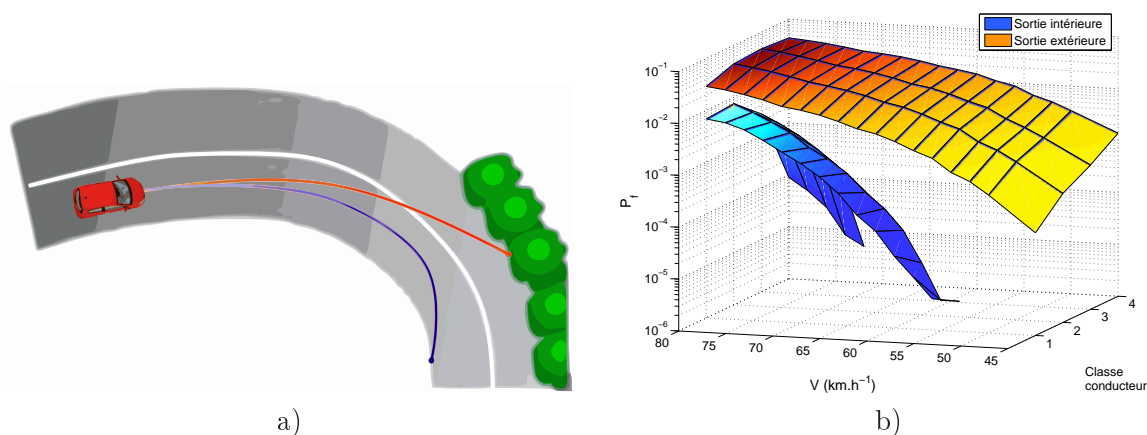 Sortie intérieure
Sortie extérieure
10⁻¹
10⁻²
10⁻³
10⁻⁴
10⁻⁵
10⁻⁶
P_f
80
75
70
65
60
55
50
45
V (km.h⁻¹)
1
2
3
4
Classe
conducteur
a)
b)